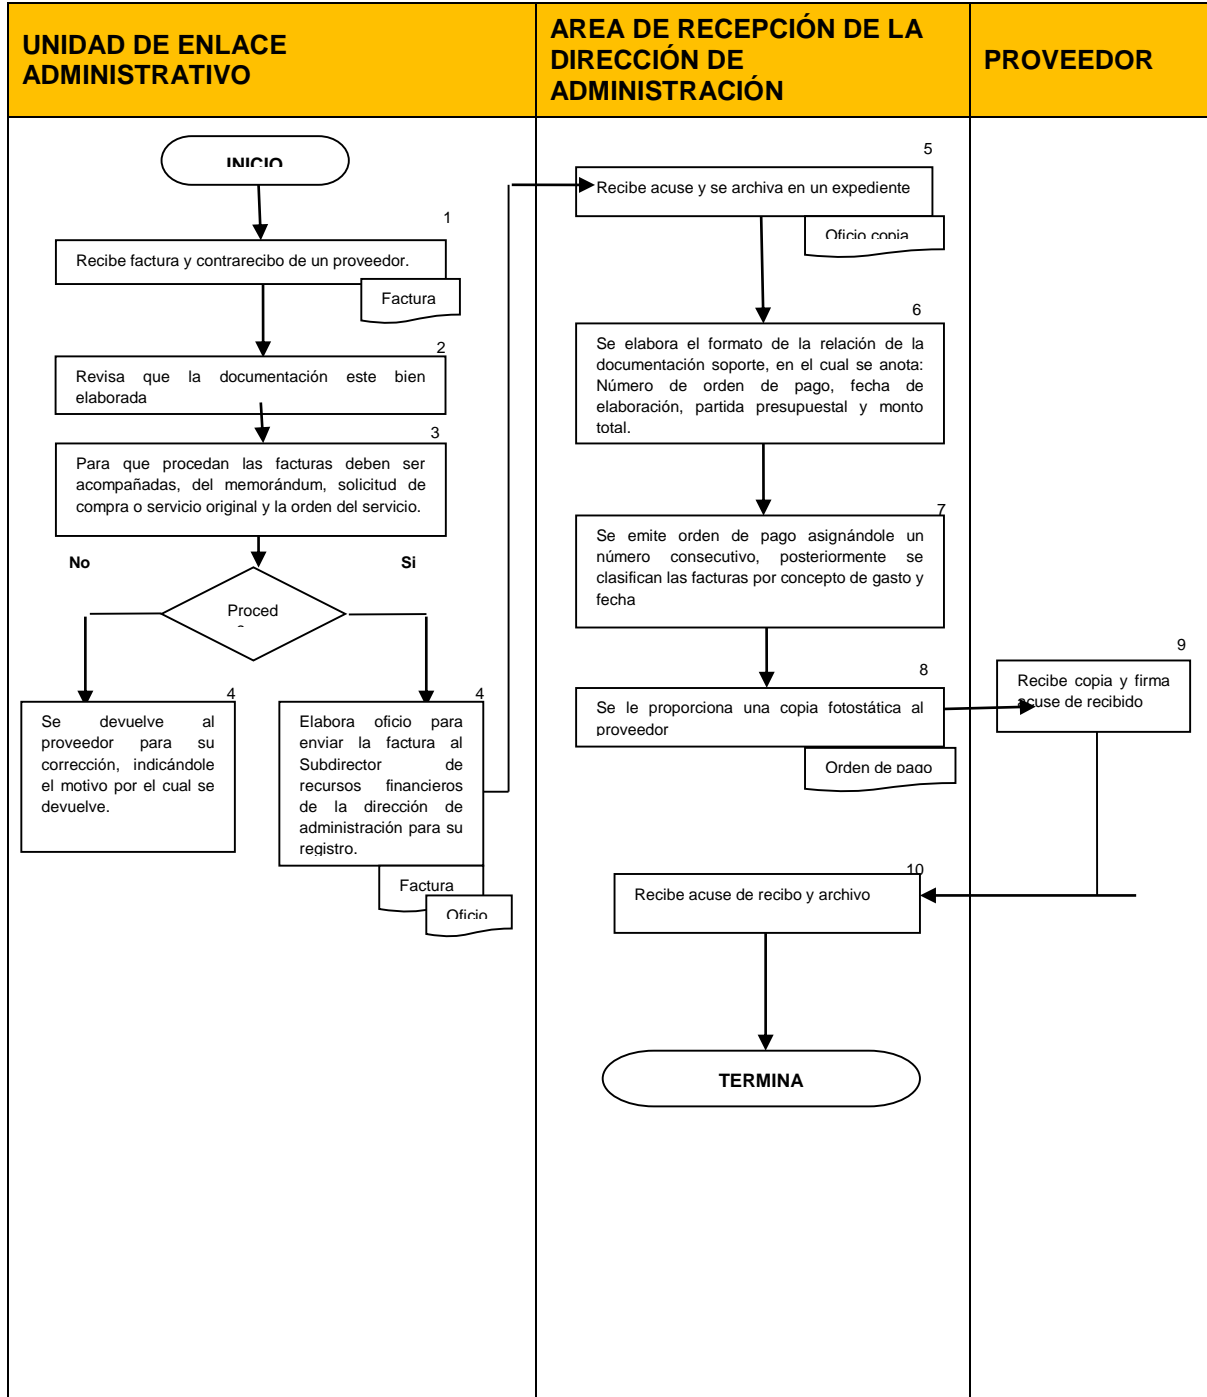 UNIDAD DE ENLACE
ADMINISTRATIVO
AREA DE RECEPCIÓN DE LA
DIRECCIÓN DE
ADMINISTRACIÓN
PROVEEDOR
INICIO
1
Recibe factura y contrarecibo de un proveedor.
Factura
2
Revisa que la documentación este bien
elaborada
3
Para que procedan las facturas deben ser
acompañadas, del memorándum, solicitud de
compra o servicio original y la orden del servicio.
No
Si
Proced
4
Se devuelve al
proveedor para su
corrección, indicándole
el motivo por el cual se
devuelve.
4
Elabora oficio para
enviar la factura al
Subdirector de
recursos financieros
de la dirección de
administración para su
registro.
Factura
Oficio
5
Recibe acuse y se archiva en un expediente
Oficio copia
6
Se elabora el formato de la relación de la
documentación soporte, en el cual se anota:
Número de orden de pago, fecha de
elaboración, partida presupuestal y monto
total.
7
Se emite orden de pago asignándole un
número consecutivo, posteriormente se
clasifican las facturas por concepto de gasto y
fecha
8
Se le proporciona una copia fotostática al
proveedor
Orden de pago
9
Recibe copia y firma
acuse de recibido
10
Recibe acuse de recibo y archivo
TERMINA